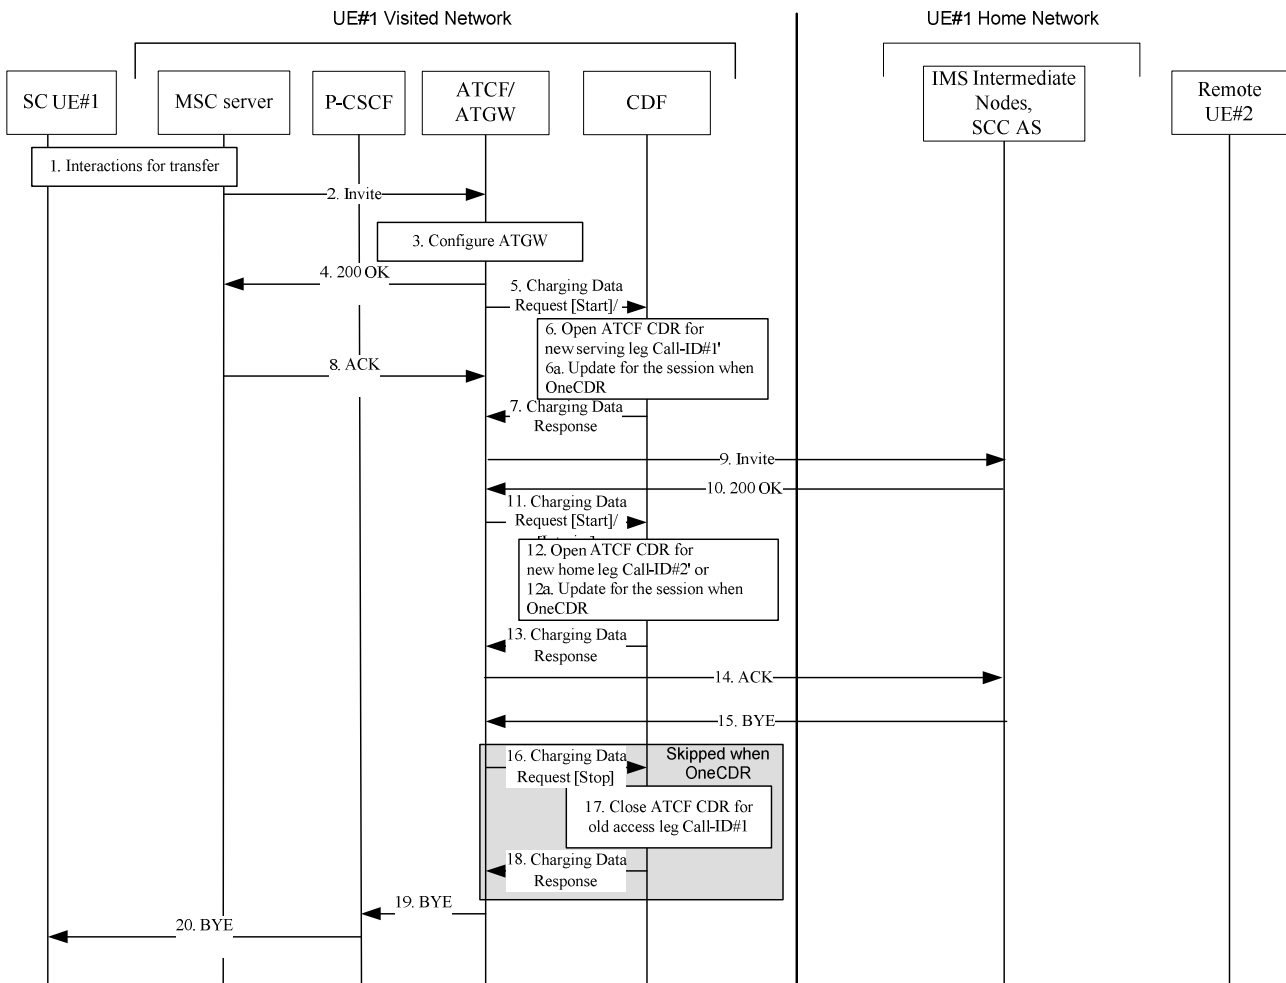 UE#1 Visited Network
UE#1 Home Network
SC UE#1
MSC server
P-CSCF
ATCF/
ATGW
CDF
IMS Intermediate
Nodes,
SCC AS
Remote
UE#2
1. Interactions for transfer
2. Invite
3. Configure ATGW
4. 200 OK
5. Charging Data
Request [Start]/
6. Open ATCF CDR for
new serving leg Call-ID#1'
6a. Update for the session when
OneCDR
8. ACK
7. Charging Data
Response
9. Invite
10. 200 OK
11. Charging Data
Request [Start]/
12. Open ATCF CDR for
new home leg Call-ID#2' or
12a. Update for the session when
OneCDR
13. Charging Data
Response
14. ACK
15. BYE
Skipped when
OneCDR
16. Charging Data
Request [Stop]
17. Close ATCF CDR for
old access leg Call-ID#1
18. Charging Data
Response
19. BYE
20. BYE